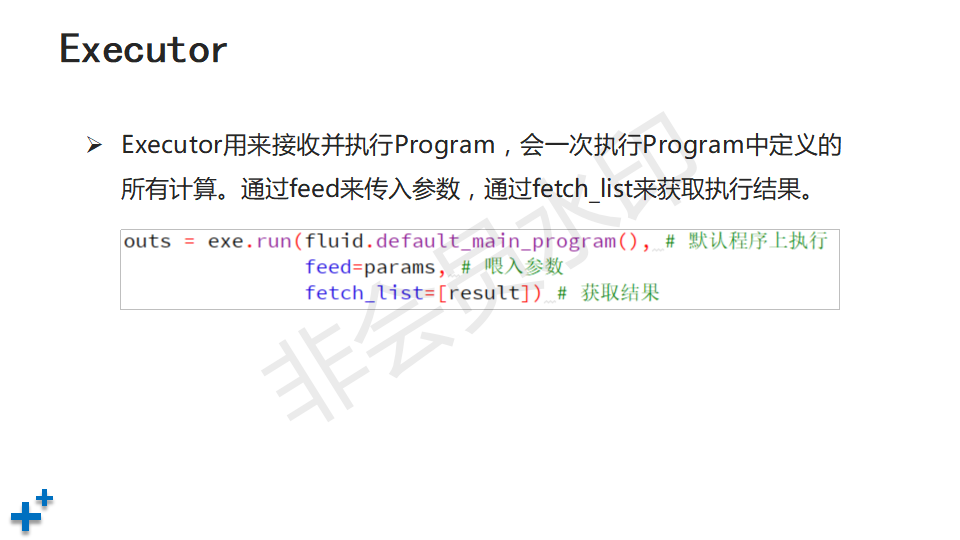 Executor
Executor用来接收并执行Program，会一次执行Program中定义的
所有计算。通过feed来传入参数，通过fetch_list来获取执行结果。
outs = exe.run(fluid.default_main_program(), # 默认程序上执行
feed=params, # 喂入参数
fetch_list=[result]) # 获取结果
非会员水印